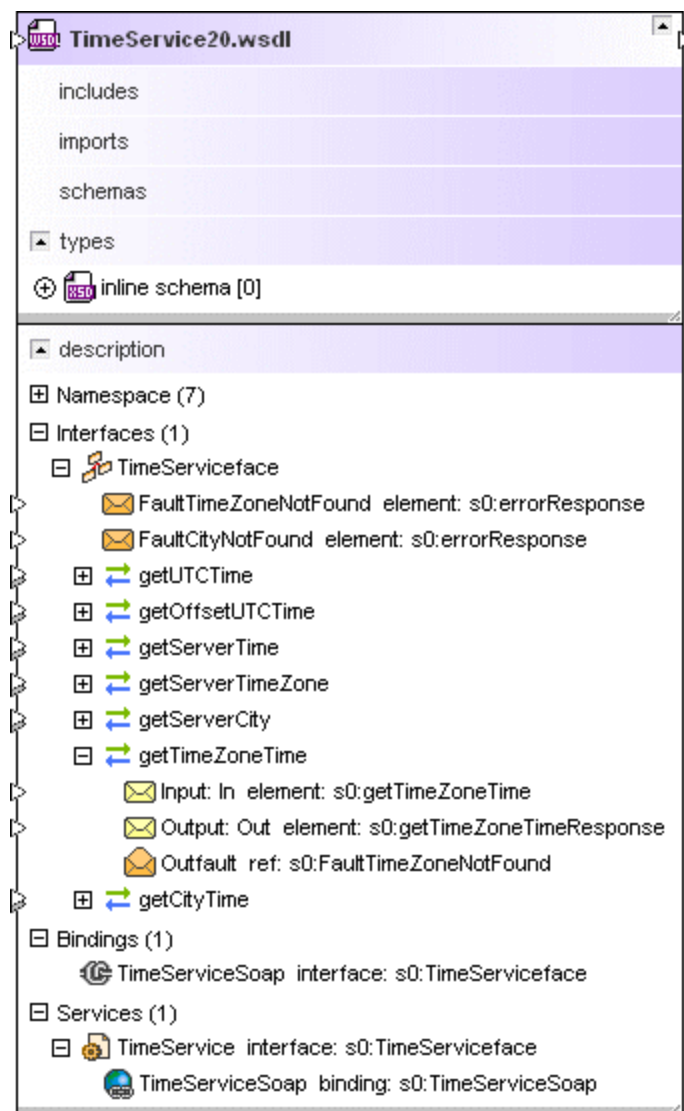 TimeService20.wsdl
includes
imports
schemas
types
inline schema [0]
description
Namespace (7)
Interfaces (1)
TimeServiceface
FaultTimeZoneNotFound element: s0:errorResponse
FaultCityNotFound element: s0:errorResponse
getUTCTime
getOffsetUTCTime
getServerTime
getServerTimeZone
getServerCity
getTimeZoneTime
Input: In element: s0:getTimeZoneTime
Output: Out element: s0:getTimeZoneTimeResponse
Outfault ref: s0:FaultTimeZoneNotFound
getCityTime
Bindings (1)
TimeServiceSoap interface: s0:TimeServiceface
Services (1)
TimeService interface: s0:TimeServiceface
TimeServiceSoap binding: s0:TimeServiceSoap